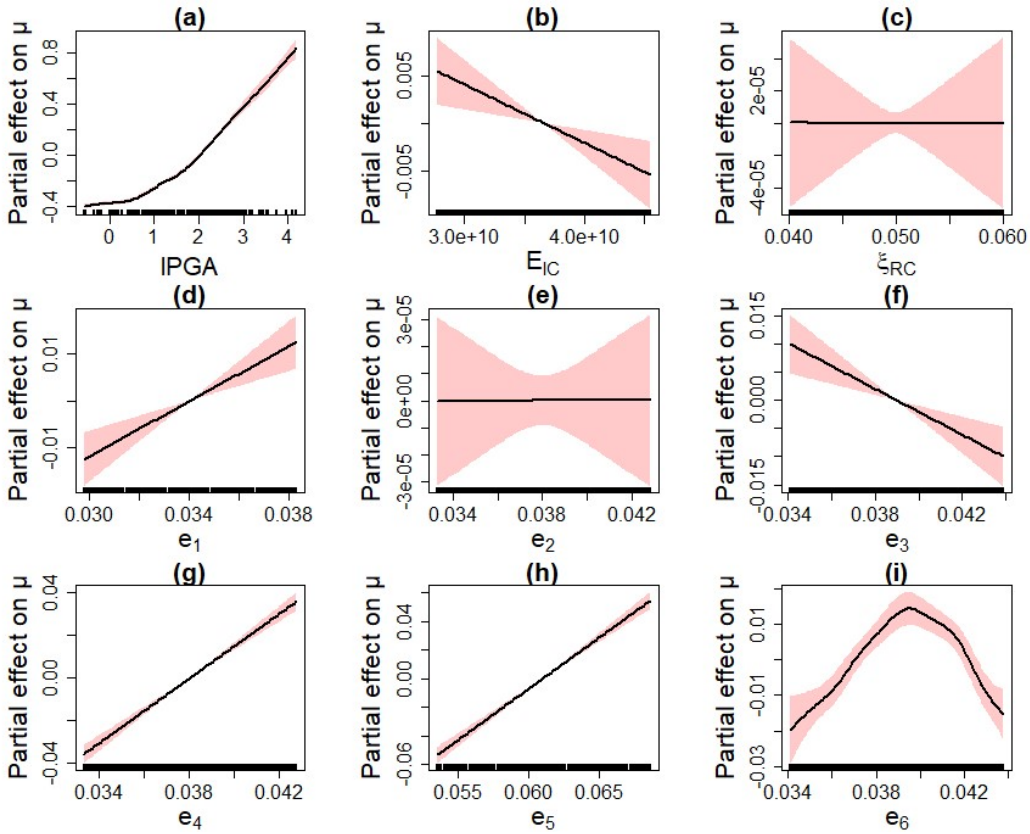 (a) (b) (c)
Partial effect on μ Partial effect on μ Partial effect on μ
0.8 0.4 0.0 -0.4
0.005 -0.005
2e-05 -4e-05
0 1 2 3 4 3.0e+10 4.0e+10 0.040 0.050 0.060
IPGA E_IC ξ_RC
(d) (e) (f)
Partial effect on μ Partial effect on μ Partial effect on μ
0.01 -0.01
3e-05 0e+00 -3e-05
0.015 0.000 -0.015
0.030 0.034 0.038 0.034 0.038 0.042 0.034 0.038 0.042
e_1 e_2 e_3
(g) (h) (i)
Partial effect on μ Partial effect on μ Partial effect on μ
0.04 0.00 -0.04
0.04 0.00 -0.06
0.01 -0.01 -0.03
0.034 0.038 0.042 0.055 0.060 0.065 0.034 0.038 0.042
e_4 e_5 e_6